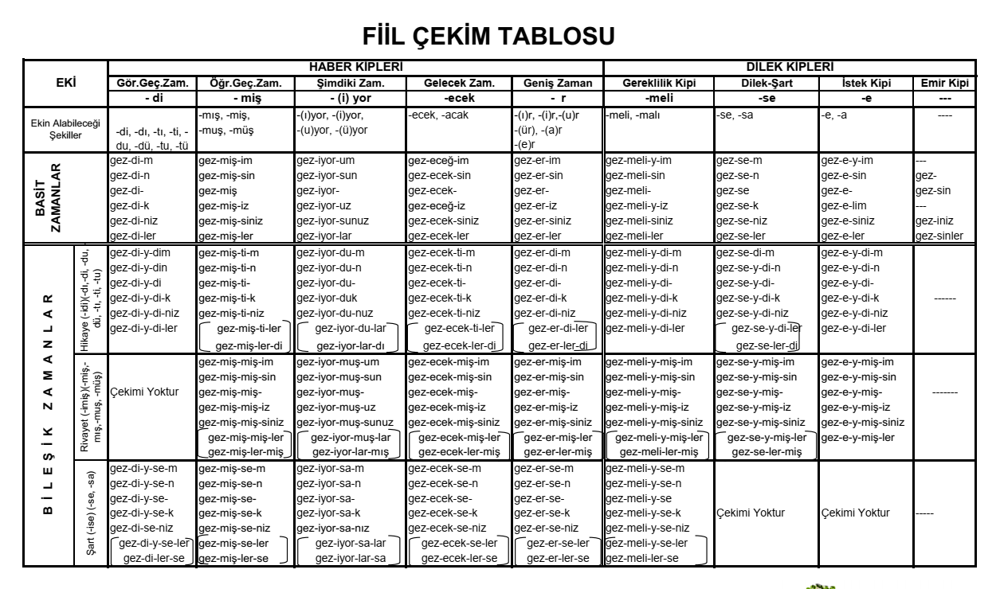 FİİL ÇEKİM TABLOSU
EKİ
HABER KİPLERİ
DİLEK KİPLERİ
Gör.Geç.Zam. Öğr.Geç.Zam. Şimdiki Zam. Gelecek Zam. Geniş Zaman Gereklilik Kipi Dilek-Şart İstek Kipi Emir Kipi
- di - miş - (i) yor -ecek - r -meli -se -e ---
Ekin Alabileceği
Şekiller
-di, -dı, -tı, -ti, -
du, -dü, -tu, -tü
-mış, -miş,
-muş, -müş
-(ı)yor, -(i)yor,
-(u)yor, -(ü)yor
-ecek, -acak
-(ı)r, -(i)r,-(u)r
-(ür), -(a)r
-(e)r
-meli, -malı
-se, -sa
-e, -a
----
BASİT
ZAMANLAR
gez-di-m gez-miş-im gez-iyor-um gez-eceğ-im gez-er-im gez-meli-y-im gez-se-m gez-e-y-im ---
gez-di-n gez-miş-sin gez-iyor-sun gez-ecek-sin gez-er-sin gez-meli-sin gez-se-n gez-e-sin gez-
gez-di- gez-miş gez-iyor- gez-ecek- gez-er- gez-meli- gez-se gez-e- gez-sin
gez-di-k gez-miş-iz gez-iyor-uz gez-eceğ-iz gez-er-iz gez-meli-y-iz gez-se-k gez-e-lim ---
gez-di-niz gez-miş-siniz gez-iyor-sunuz gez-ecek-siniz gez-er-siniz gez-meli-siniz gez-se-niz gez-e-siniz gez-iniz
gez-di-ler gez-miş-ler gez-iyor-lar gez-ecek-ler gez-er-ler gez-meli-ler gez-se-ler gez-e-ler gez-sinler
BİLEŞİK ZAMANLAR
Hikaye (-idi)(-dı,-di, -du,
dü, -tı, -ti, -tu)
gez-di-y-dim gez-miş-ti-m gez-iyor-du-m gez-ecek-ti-m gez-er-di-m gez-meli-y-di-m gez-se-di-m gez-e-y-di-m
gez-di-y-din gez-miş-ti-n gez-iyor-du-n gez-ecek-ti-n gez-er-di-n gez-meli-y-di-n gez-se-y-di-n gez-e-y-di-n
gez-di-y-di gez-miş-ti- gez-iyor-du- gez-ecek-ti- gez-er-di- gez-meli-y-di- gez-se-y-di- gez-e-y-di-
gez-di-y-di-k gez-miş-ti-k gez-iyor-duk gez-ecek-ti-k gez-er-di-k gez-meli-y-di-k gez-se-y-di-k gez-e-y-di-k ------
gez-di-y-di-niz gez-miş-ti-niz gez-iyor-du-nuz gez-ecek-ti-niz gez-er-di-niz gez-meli-y-di-niz gez-se-y-di-niz gez-e-y-di-niz
gez-di-y-di-ler gez-miş-ti-ler gez-iyor-du-lar gez-ecek-ti-ler gez-er-di-ler gez-meli-y-di-ler gez-se-y-di-ler gez-e-y-di-ler
gez-miş-ler-di gez-iyor-lar-dı gez-ecek-ler-di gez-er-ler-di gez-se-ler-di
Rivayet (-imiş)(-miş,-
mış,-muş, -müş)
gez-miş-miş-im gez-iyor-muş-um gez-ecek-miş-im gez-er-miş-im gez-meli-y-miş-im gez-se-y-miş-im gez-e-y-miş-im
gez-miş-miş-sin gez-iyor-muş-sun gez-ecek-miş-sin gez-er-miş-sin gez-meli-y-miş-sin gez-se-y-miş-sin gez-e-y-miş-sin
Çekimi Yoktur gez-miş-miş- gez-iyor-muş- gez-ecek-miş- gez-er-miş- gez-meli-y-miş- gez-se-y-miş- gez-e-y-miş- -------
gez-miş-miş-iz gez-iyor-muş-uz gez-ecek-miş-iz gez-er-miş-iz gez-meli-y-miş-iz gez-se-y-miş-iz gez-e-y-miş-iz
gez-miş-miş-siniz gez-iyor-muş-sunuz gez-ecek-miş-siniz gez-er-miş-siniz gez-meli-y-miş-siniz gez-se-y-miş-siniz gez-e-y-miş-siniz
gez-miş-miş-ler gez-iyor-muş-lar gez-ecek-miş-ler gez-er-miş-ler gez-meli-y-miş-ler gez-se-y-miş-ler gez-e-y-miş-ler
gez-miş-ler-miş gez-iyor-lar-mış gez-ecek-ler-miş gez-er-ler-miş gez-meli-ler-miş gez-se-ler-miş
Şart (-ise) (-se, -sa)
gez-di-y-se-m gez-miş-se-m gez-iyor-sa-m gez-ecek-se-m gez-er-se-m gez-meli-y-se-m
gez-di-y-se-n gez-miş-se-n gez-iyor-sa-n gez-ecek-se-n gez-er-se-n gez-meli-y-se-n
gez-di-y-se- gez-miş-se- gez-iyor-sa- gez-ecek-se- gez-er-se- gez-meli-y-se
gez-di-y-se-k gez-miş-se-k gez-iyor-sa-k gez-ecek-se-k gez-er-se-k gez-meli-y-se-k Çekimi Yoktur Çekimi Yoktur -----
gez-di-se-niz gez-miş-se-niz gez-iyor-sa-nız gez-ecek-se-niz gez-er-se-niz gez-meli-y-se-niz
gez-di-y-se-ler gez-miş-se-ler gez-iyor-sa-lar gez-ecek-se-ler gez-er-se-ler gez-meli-y-se-ler
gez-di-ler-se gez-miş-ler-se gez-iyor-lar-sa gez-ecek-ler-se gez-er-ler-se gez-meli-ler-se